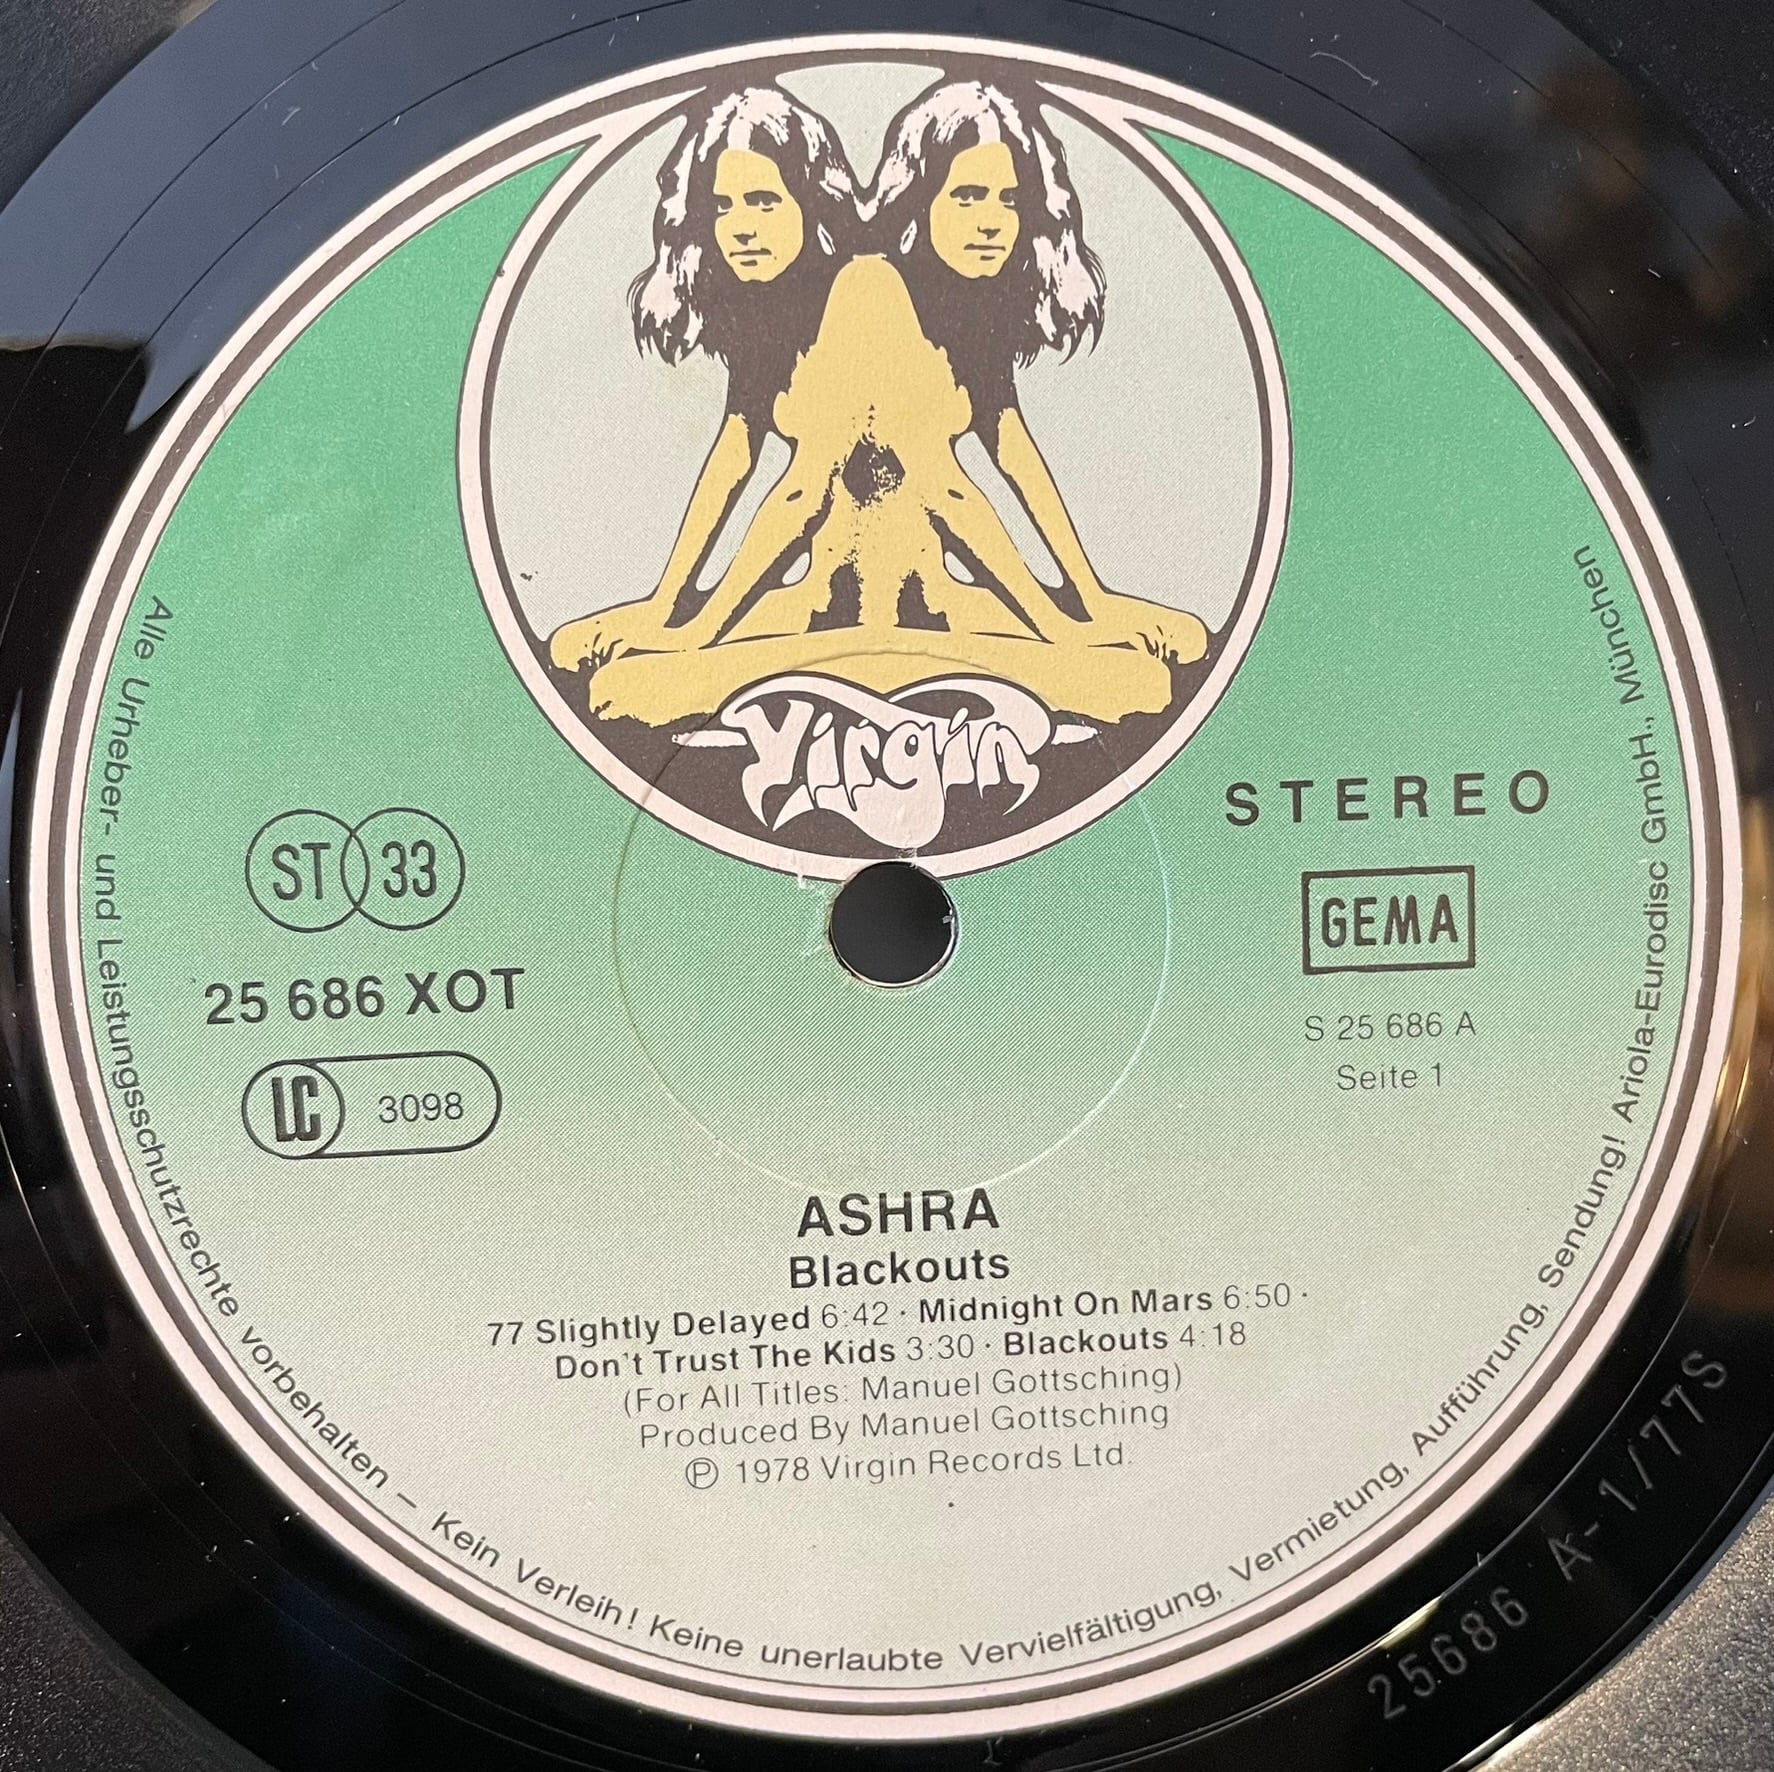 Virgin
STEREO
ST 33
GEMA
25 686 XOT
S 25 686 A
Seite 1
LC 3098
ASHRA
Blackouts
77 Slightly Delayed 6:42 · Midnight On Mars 6:50 ·
Don't Trust The Kids 3:30 · Blackouts 4:18
(For All Titles: Manuel Gottsching)
Produced By Manuel Gottsching
Ⓟ 1978 Virgin Records Ltd.
Alle Urheber- und Leistungsschutzrechte vorbehalten – Kein Verleih! Keine unerlaubte Vervielfältigung, Vermietung, Aufführung, Sendung! Ariola-Eurodisc GmbH., München
25686 A-1/77S